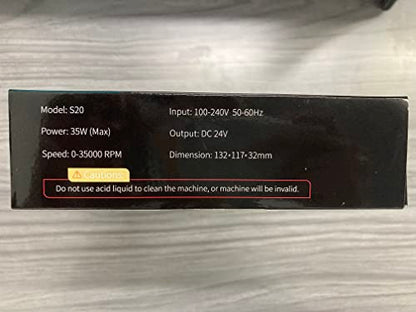 Model: S20
Input: 100-240V 50-60Hz
Power: 35W (Max)
Output: DC 24V
Speed: 0-35000 RPM
Dimension: 132*117*32mm
Cautions:
Do not use acid liquid to clean the machine, or machine will be invalid.